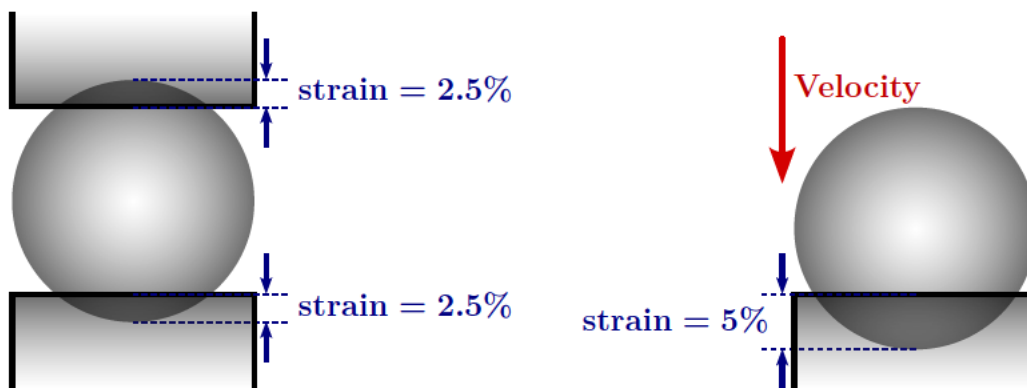 strain = 2.5%
Velocity
strain = 2.5%
strain = 5%